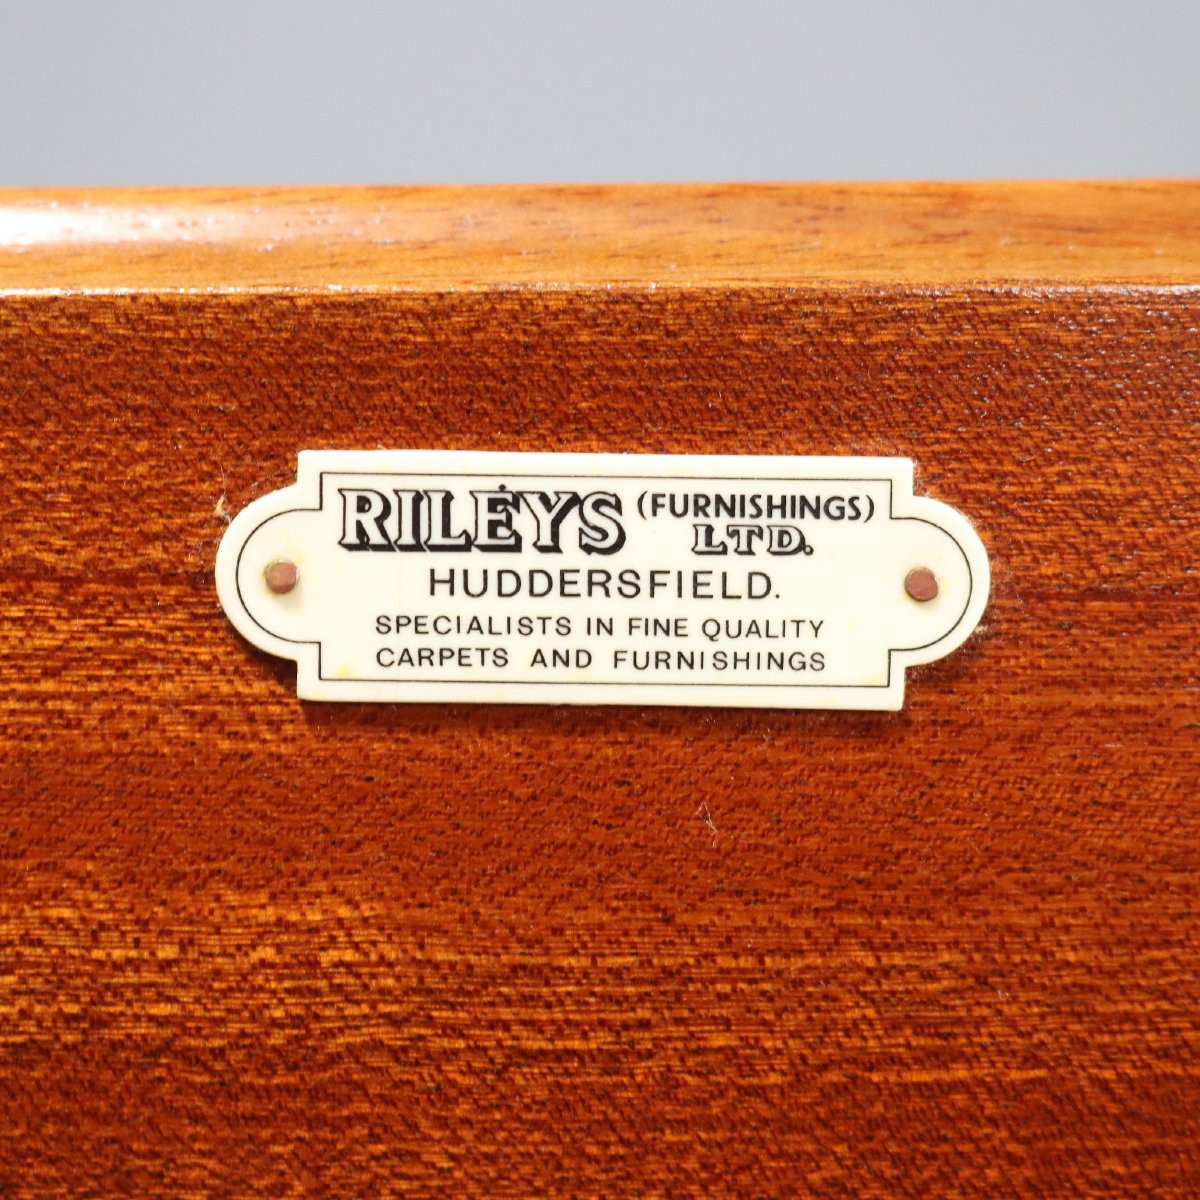 RILEYS (FURNISHINGS) LTD.
HUDDERSFIELD.
SPECIALISTS IN FINE QUALITY
CARPETS AND FURNISHINGS